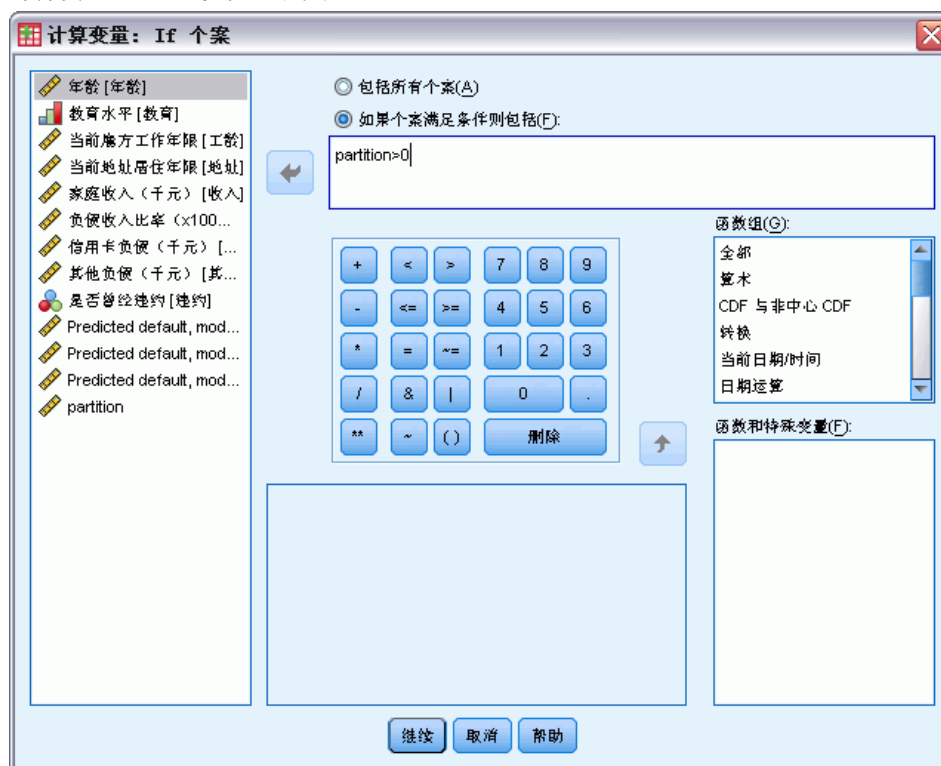 计算变量: If 个案
年龄 [年龄]
教育水平 [教育]
当前雇方工作年限 [工龄]
当前地址居住年限 [地址]
家庭收入（千元） [收入]
负债收入比率（x100...
信用卡负债（千元） [...
其他负债（千元） [其...
是否曾经违约 [违约]
Predicted default, mod...
Predicted default, mod...
Predicted default, mod...
partition
包括所有个案(A)
如果个案满足条件则包括(F):
partition>0
+ < > 7 8 9
- <= >= 4 5 6
* = ~= 1 2 3
/ & | 0 .
** ~ ( ) 删除
函数组(G):
全部
算术
CDF 与非中心 CDF
转换
当前日期/时间
日期运算
函数和特殊变量(F):
继续 取消 帮助